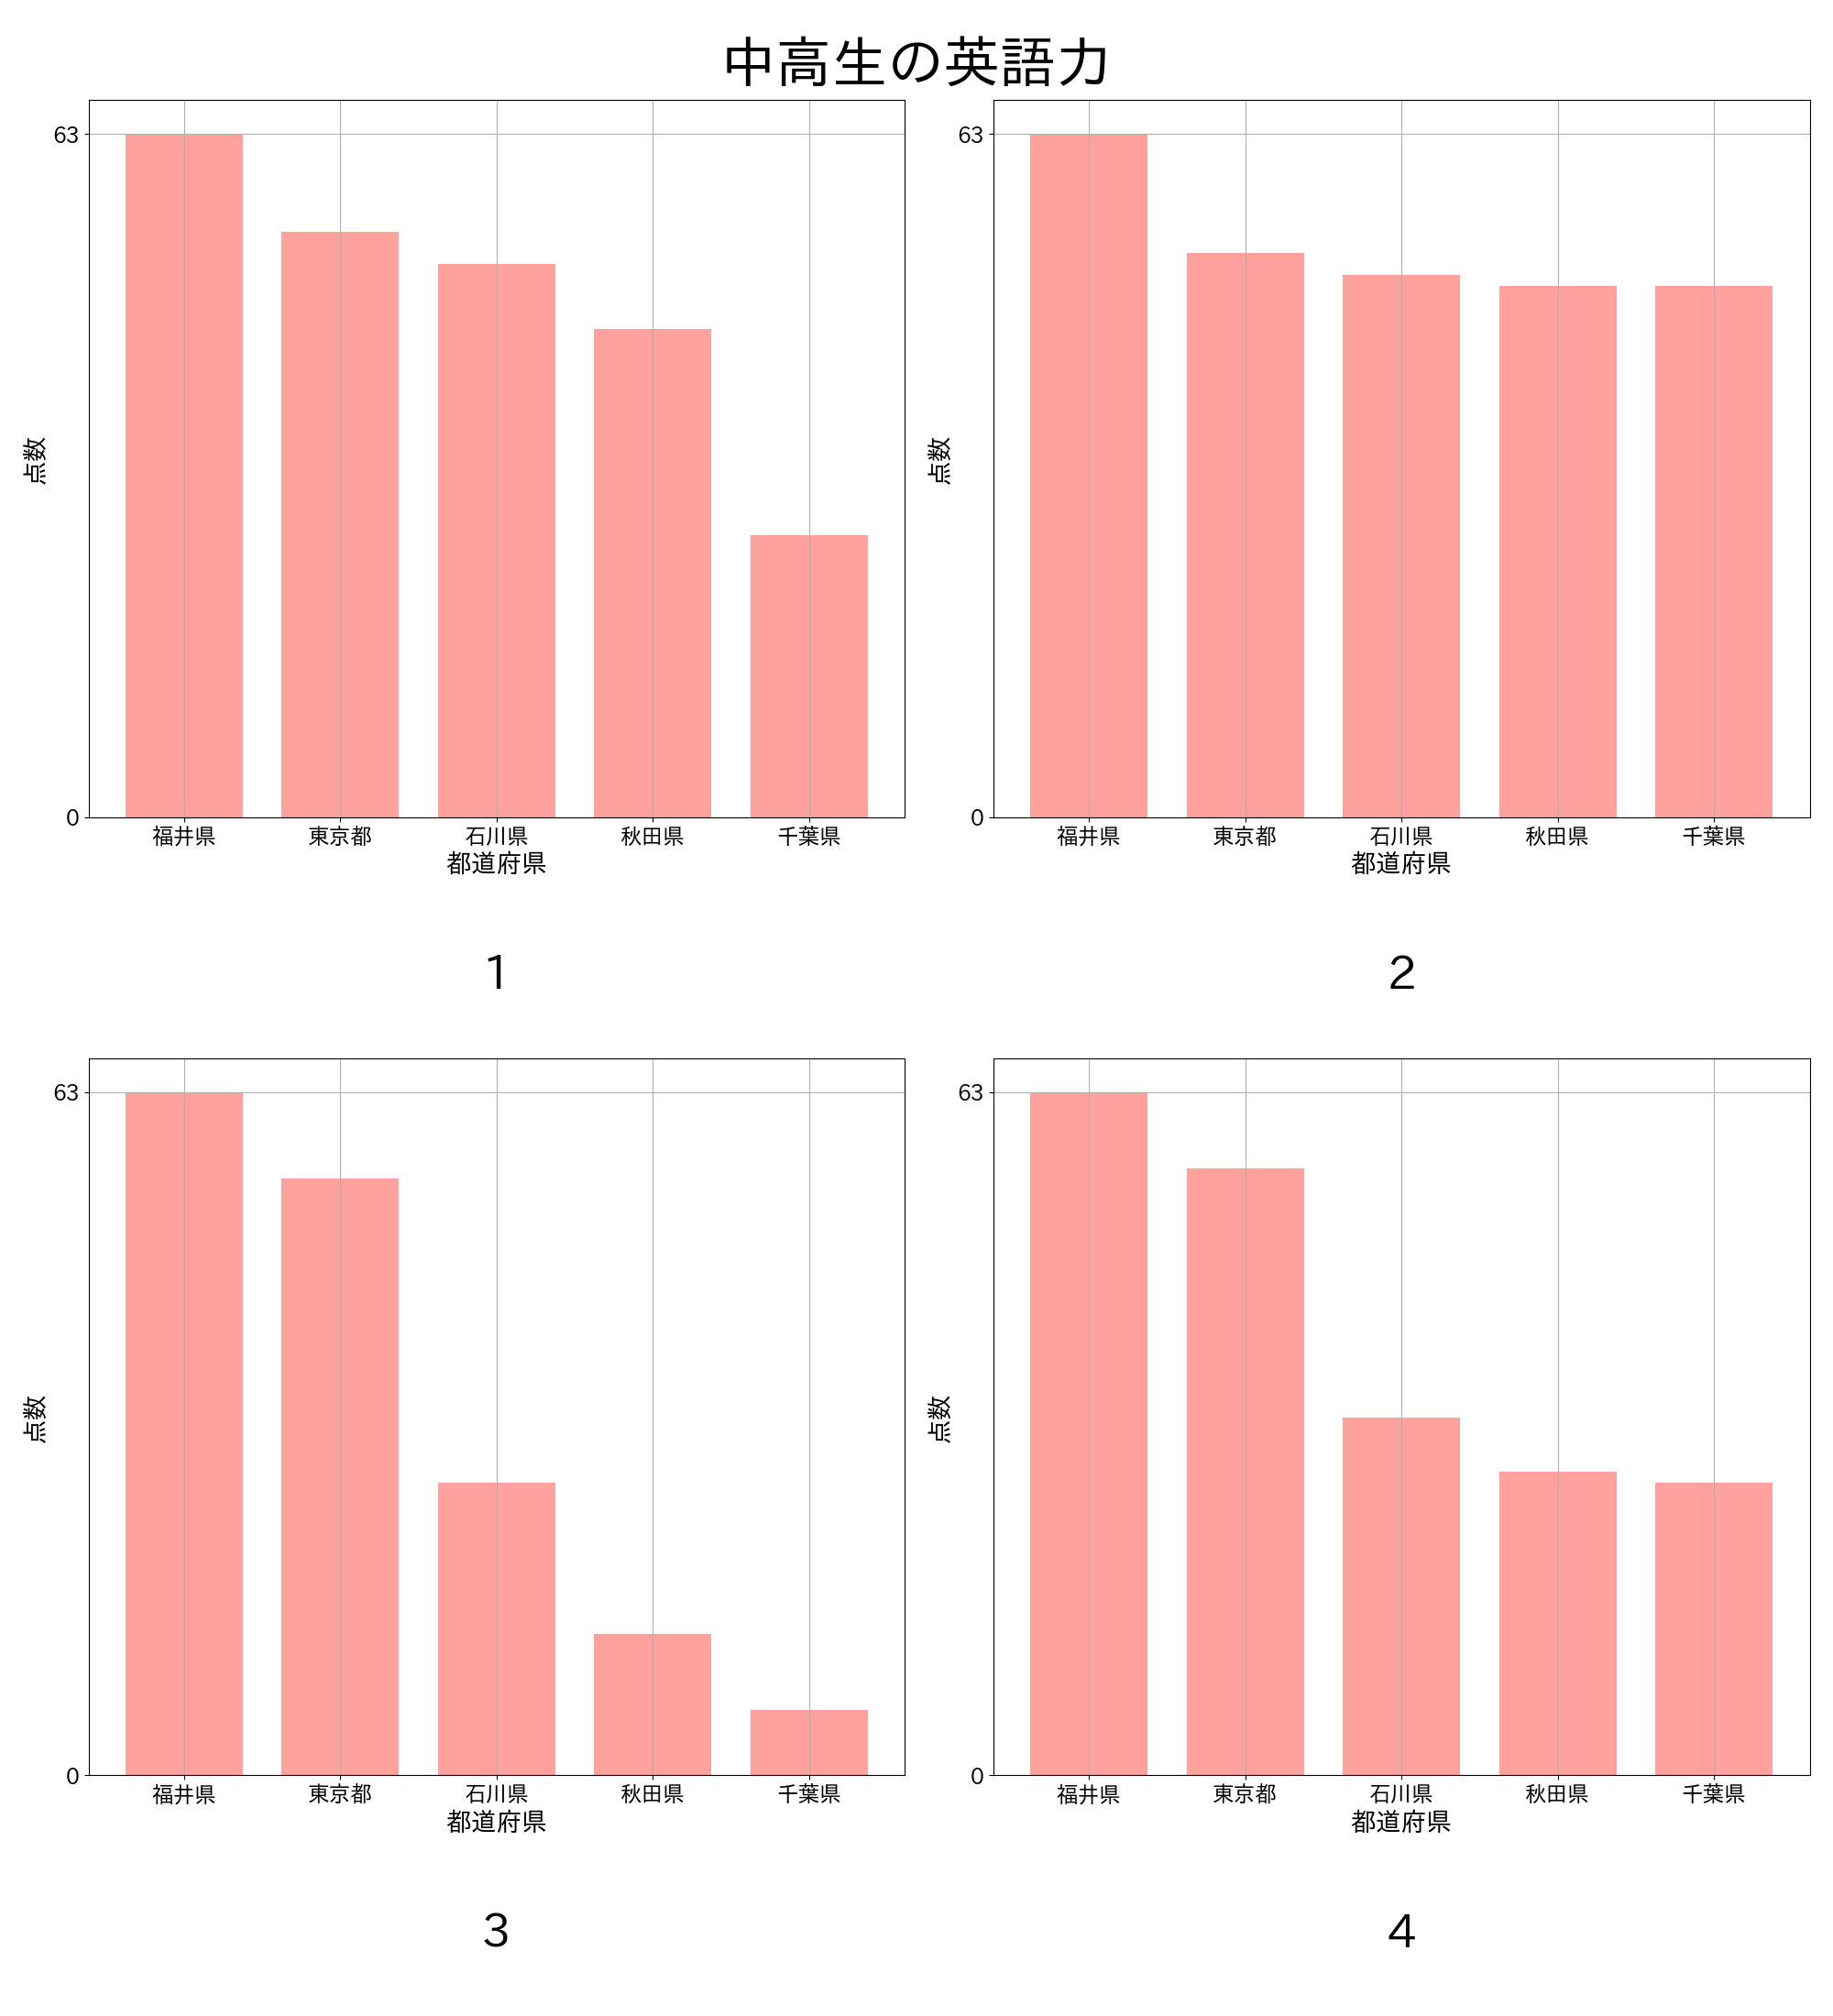 中高生の英語力
63
点数
0
福井県 東京都 石川県 秋田県 千葉県
都道府県
1
63
点数
0
福井県 東京都 石川県 秋田県 千葉県
都道府県
2
63
点数
0
福井県 東京都 石川県 秋田県 千葉県
都道府県
3
63
点数
0
福井県 東京都 石川県 秋田県 千葉県
都道府県
4